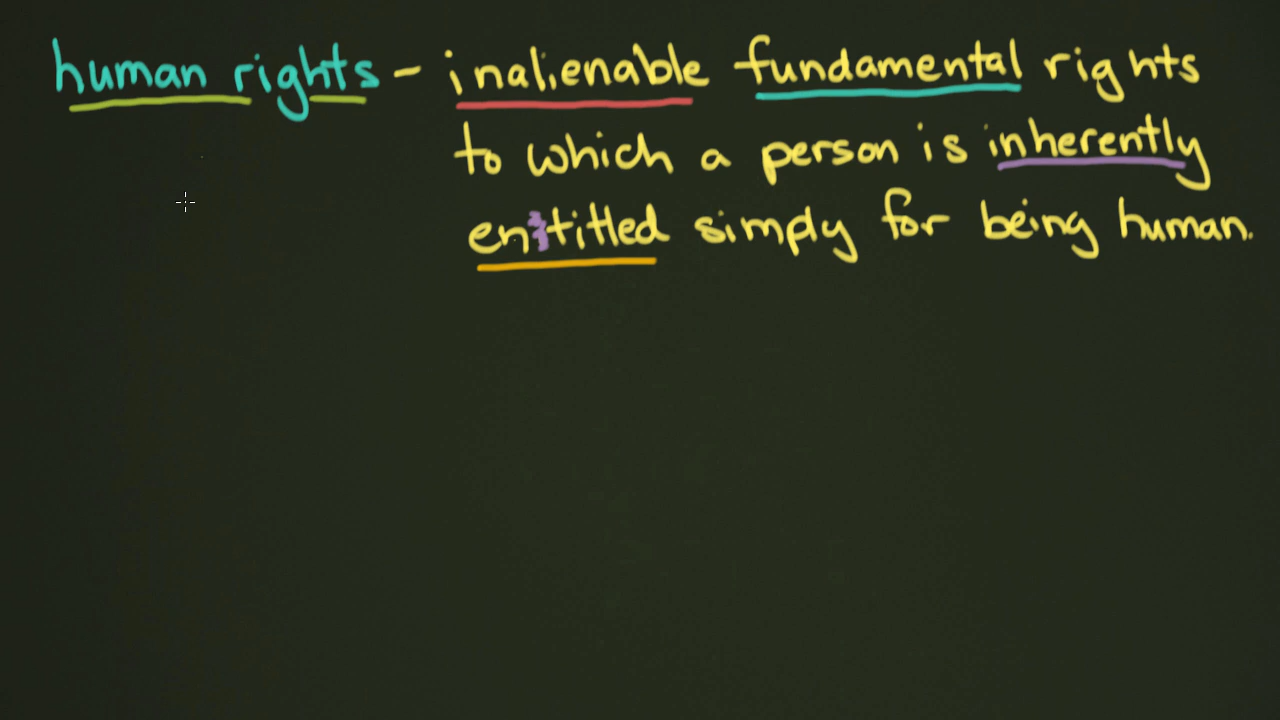 human rights - inalienable fundamental rights
to which a person is inherently
entitled simply for being human.